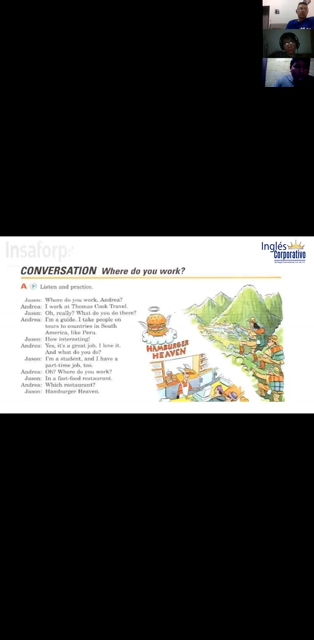 Insaforp
Inglés
Corporativo
CONVERSATION Where do you work?
A Listen and practice.
Jason: Where do you work, Andrea?
Andrea: I work at Thomas Cook Travel.
Jason: Oh, really? What do you do there?
Andrea: I'm a guide. I take people on
tours to countries in South
America, like Peru.
Jason: How interesting!
Andrea: Yes, it's a great job. I love it.
And what do you do?
Jason: I'm a student, and I have a
part-time job, too.
Andrea: Oh? Where do you work?
Jason: In a fast-food restaurant.
Andrea: Which restaurant?
Jason: Hamburger Heaven.
HAMBURGER
HEAVEN